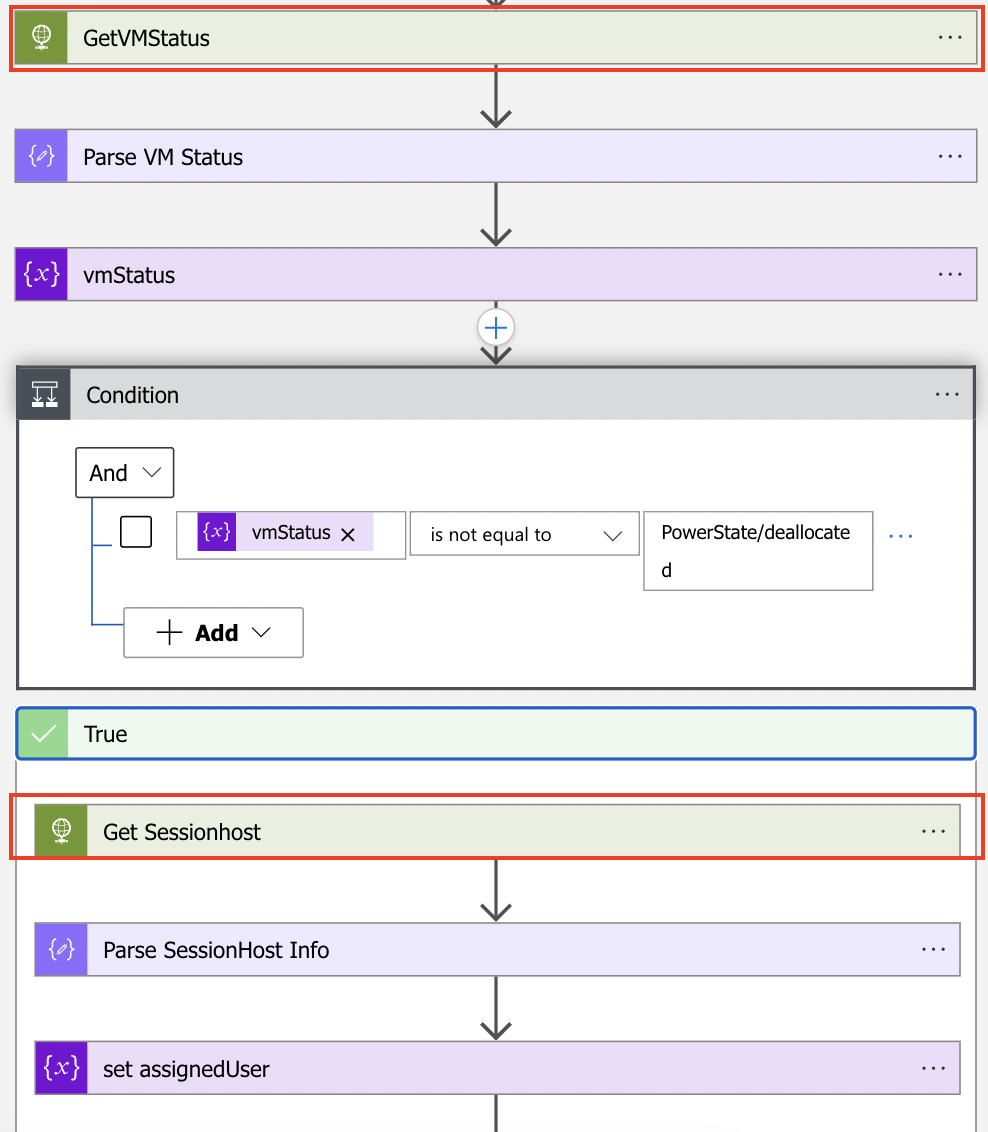 GetVMStatus
Parse VM Status
{x} vmStatus
Condition
And
{x} vmStatus is not equal to PowerState/deallocate
d
Add
True
Get Sessionhost
Parse SessionHost Info
{x} set assignedUser